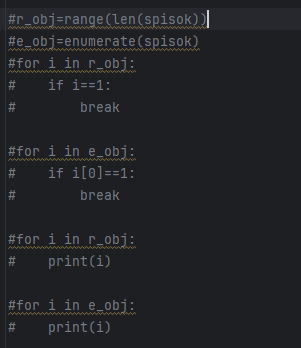 #r_obj=range(len(spisok))
#e_obj=enumerate(spisok)
#for i in r_obj:
#    if i==1:
#        break
#for i in e_obj:
#    if i[0]==1:
#        break
#for i in r_obj:
#    print(i)
#for i in e_obj:
#    print(i)